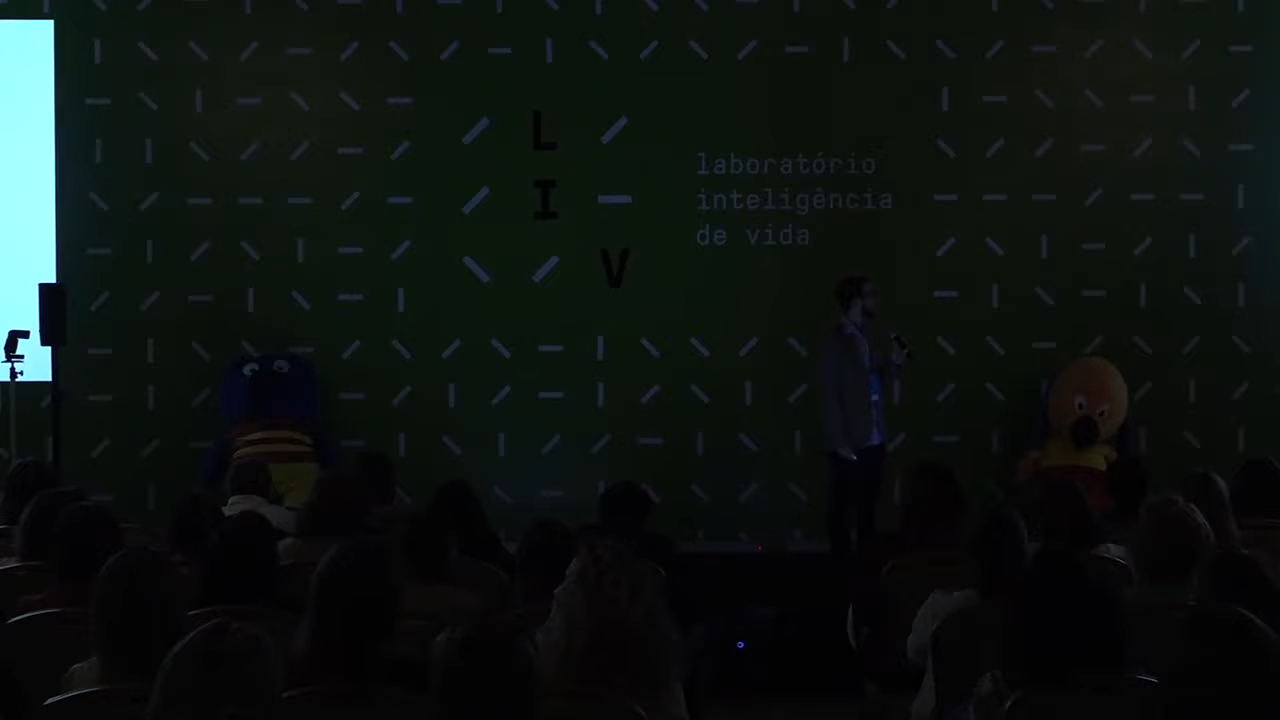 L
I
V
laboratório
inteligência
de vida